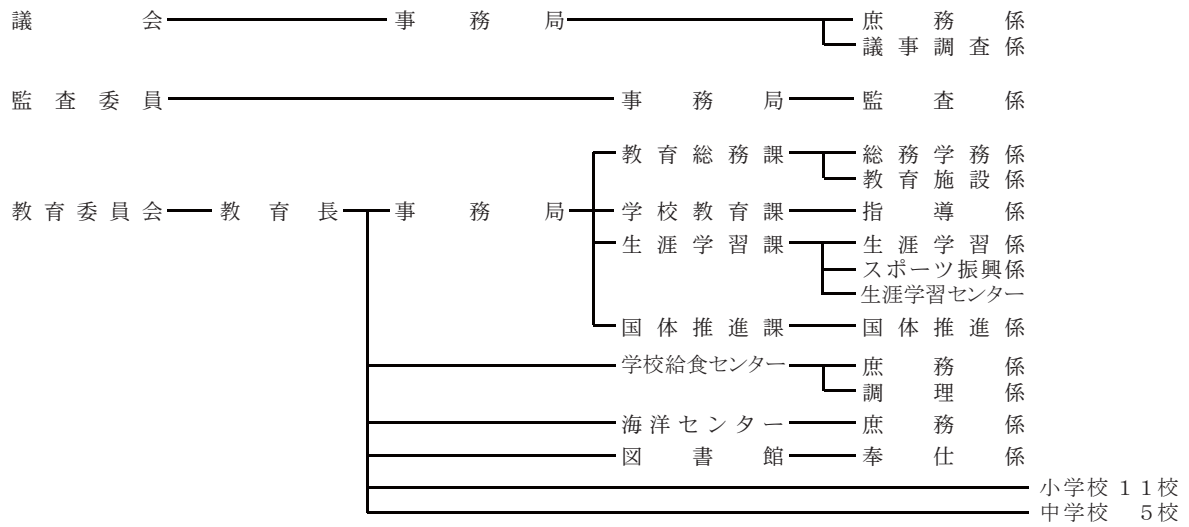 議会 事務局 庶務係
議事調査係
監査委員 事務局 監査係
教育総務課 総務学務係
教育施設係
教育委員会 教育長 事務局 学校教育課 指導係
生涯学習課 生涯学習係
スポーツ振興係
生涯学習センター
国体推進課 国体推進係
学校給食センター 庶務係
調理係
海洋センター 庶務係
図書館 奉仕係
小学校 11校
中学校 5校